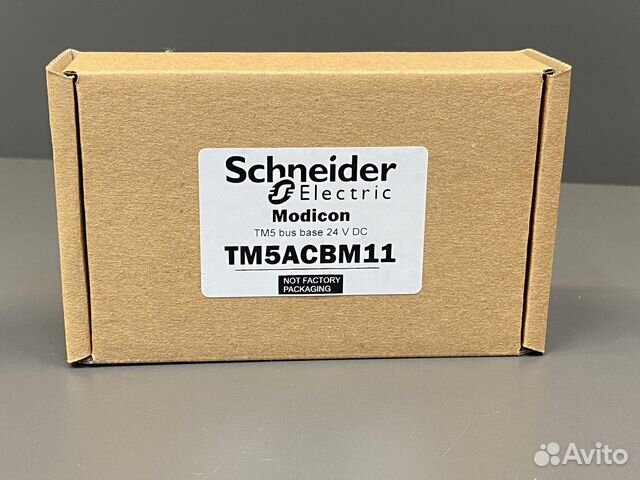 Schneider
Electric
Modicon
TM5 bus base 24 V DC
TM5ACBM11
NOT FACTORY
PACKAGING
Avito